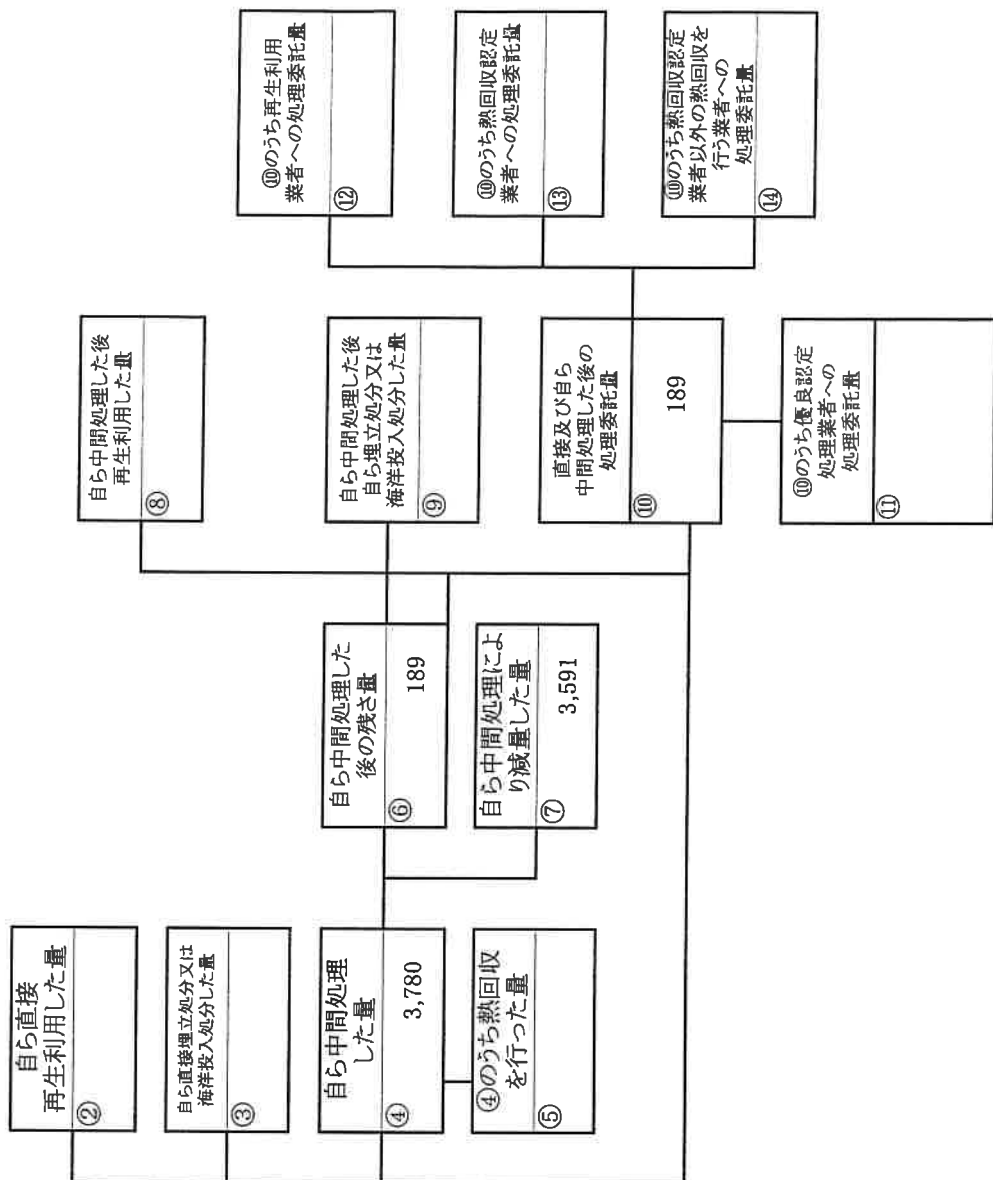 自ら直接
再生利用した量
②
自ら直接埋立処分又は
海洋投入処分した量
③
自ら中間処理
した量
④
3,780
④のうち熱回収
を行った量
⑤
自ら中間処理した
後の残さ量
⑥
189
自ら中間処理によ
り減量した量
⑦
3,591
自ら中間処理した後
再生利用した量
⑧
自ら中間処理した後
自ら埋立処分又は
海洋投入処分した量
⑨
直接及び自ら
中間処理した後の
処理委託量
⑩
189
⑩のうち優良認定
処理業者への
処理委託量
⑪
⑩のうち再生利用
業者への処理委託量
⑫
⑩のうち熱回収認定
業者への処理委託量
⑬
⑩のうち熱回収認定
業者以外の熱回収を
行う業者への
処理委託量
⑭